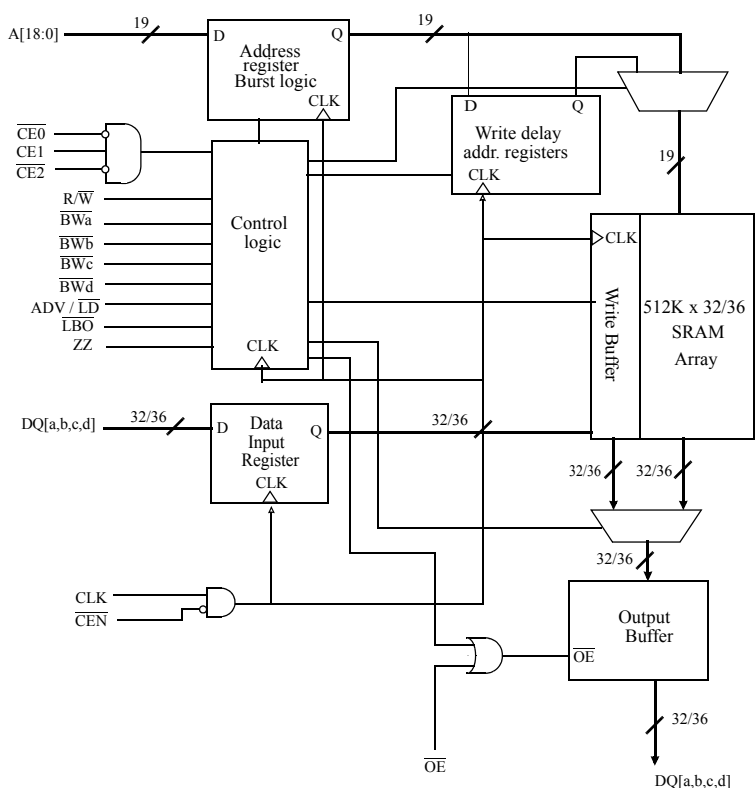 A[18:0]
19
D
Q
Address
register
Burst logic
CLK
19
D
Q
Write delay
addr. registers
CLK
19
CE0
CE1
CE2
R/W
BWa
BWb
BWc
BWd
ADV / LD
LBO
ZZ
Control
logic
CLK
CLK
Write Buffer
512K x 32/36
SRAM
Array
DQ[a,b,c,d]
32/36
D
Q
Data
Input
Register
CLK
32/36
32/36
32/36
32/36
CLK
CEN
Output
Buffer
OE
OE
32/36
DQ[a,b,c,d]